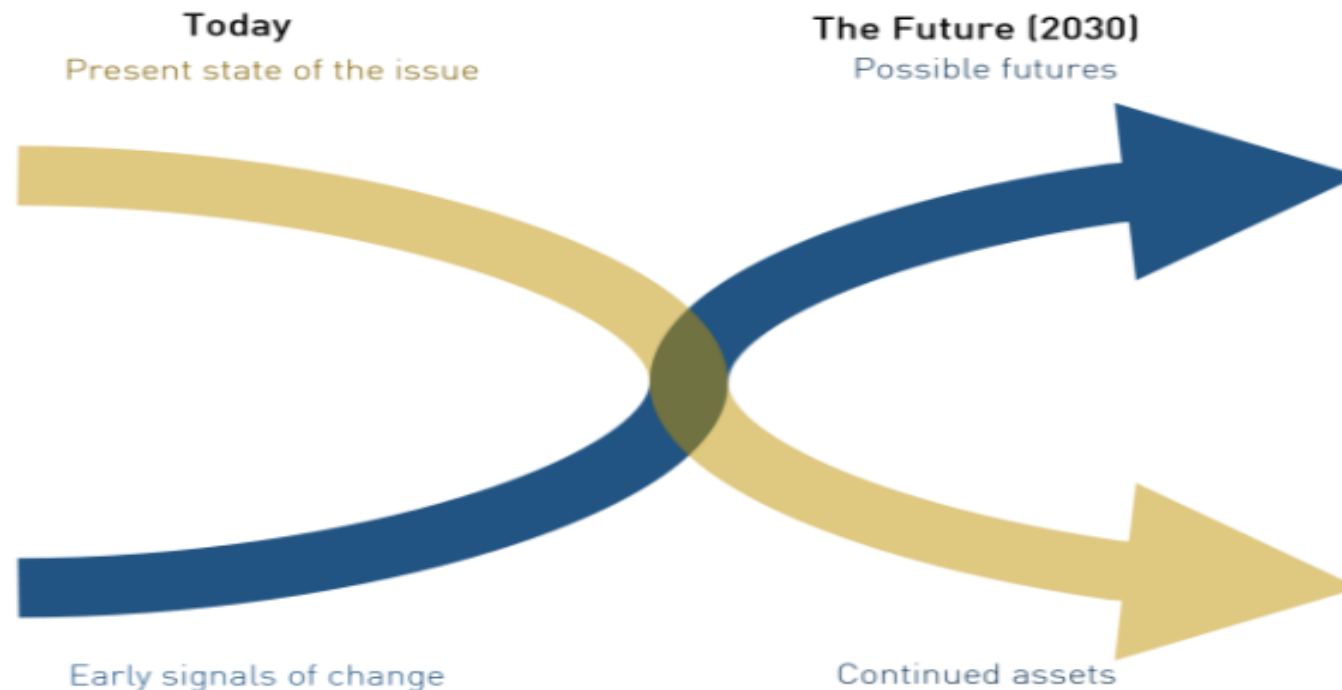 Today
Present state of the issue
The Future (2030)
Possible futures
Early signals of change
Continued assets